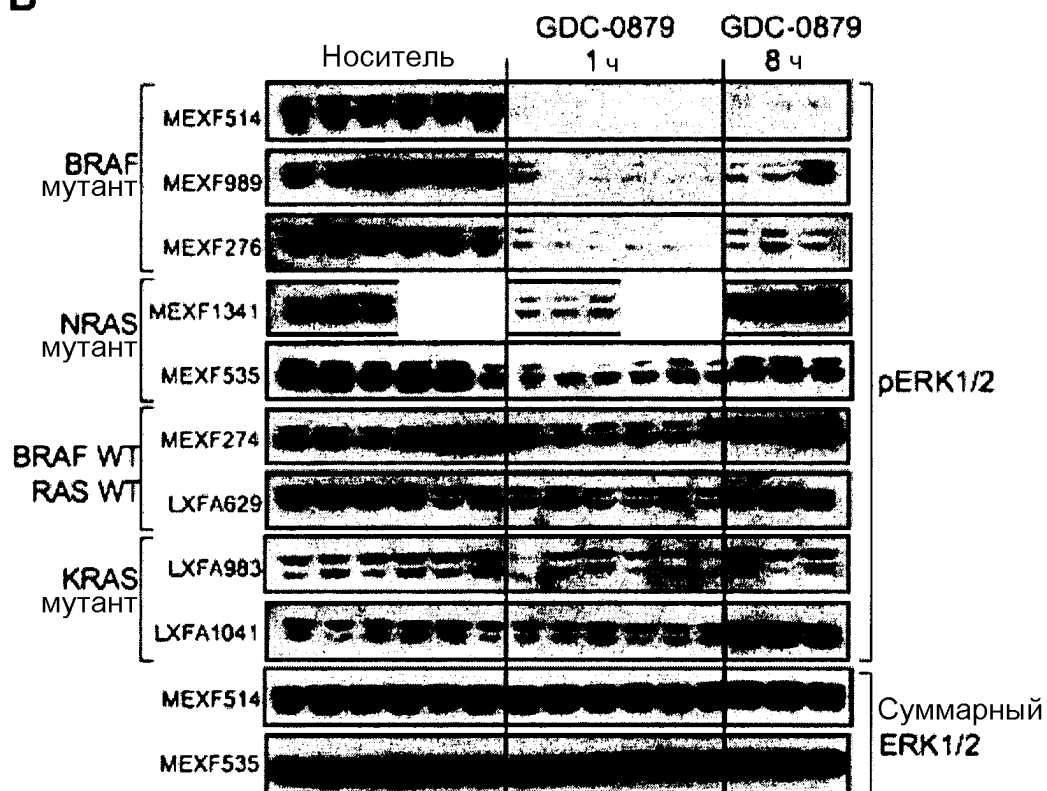 GDC-0879 GDC-0879
Носитель 1 ч 8 ч
MEXF514
BRAF
мутант
MEXF989
MEXF276
NRAS
мутант
MEXF1341
MEXF535
pERK1/2
BRAF WT
RAS WT
MEXF274
LXFA629
KRAS
мутант
LXFA983
LXFA1041
MEXF514
Суммарный
ERK1/2
MEXF535